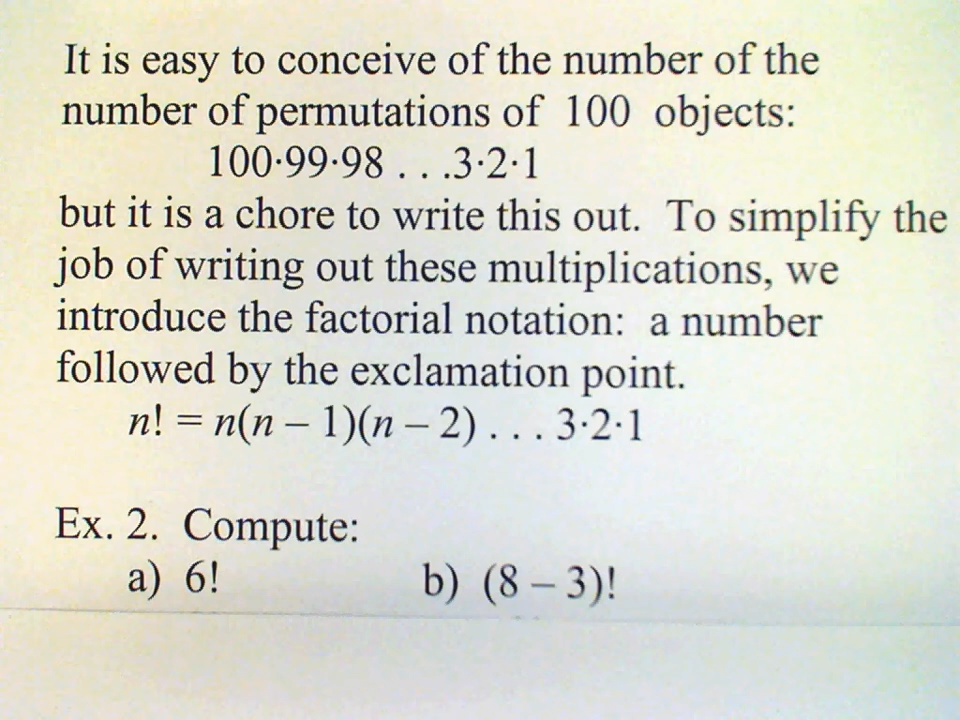 It is easy to conceive of the number of the
number of permutations of 100 objects:
100·99·98 . . .3·2·1
but it is a chore to write this out. To simplify the
job of writing out these multiplications, we
introduce the factorial notation: a number
followed by the exclamation point.
n! = n(n – 1)(n – 2) . . . 3·2·1
Ex. 2. Compute:
a) 6! b) (8 – 3)!